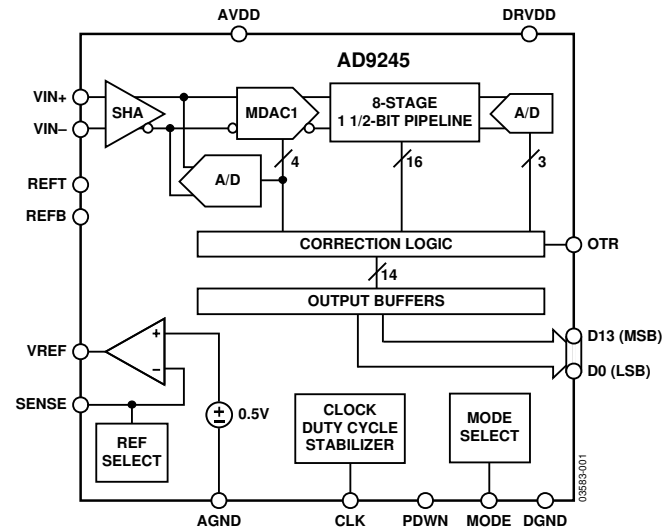 AVDD
DRVDD
AD9245
VIN+
VIN–
SHA
MDAC1
8-STAGE
1 1/2-BIT PIPELINE
A/D
A/D
4
16
3
REFT
REFB
CORRECTION LOGIC
OTR
14
OUTPUT BUFFERS
VREF
+
–
D13 (MSB)
D0 (LSB)
SENSE
REF
SELECT
0.5V
CLOCK
DUTY CYCLE
STABILIZER
MODE
SELECT
AGND
CLK
PDWN
MODE
DGND
03583-001